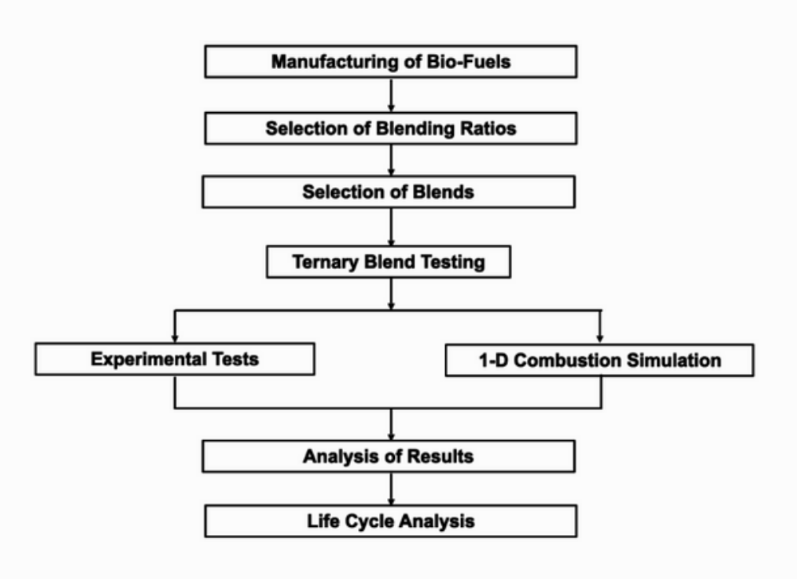 Manufacturing of Bio-Fuels
Selection of Blending Ratios
Selection of Blends
Ternary Blend Testing
Experimental Tests
1-D Combustion Simulation
Analysis of Results
Life Cycle Analysis